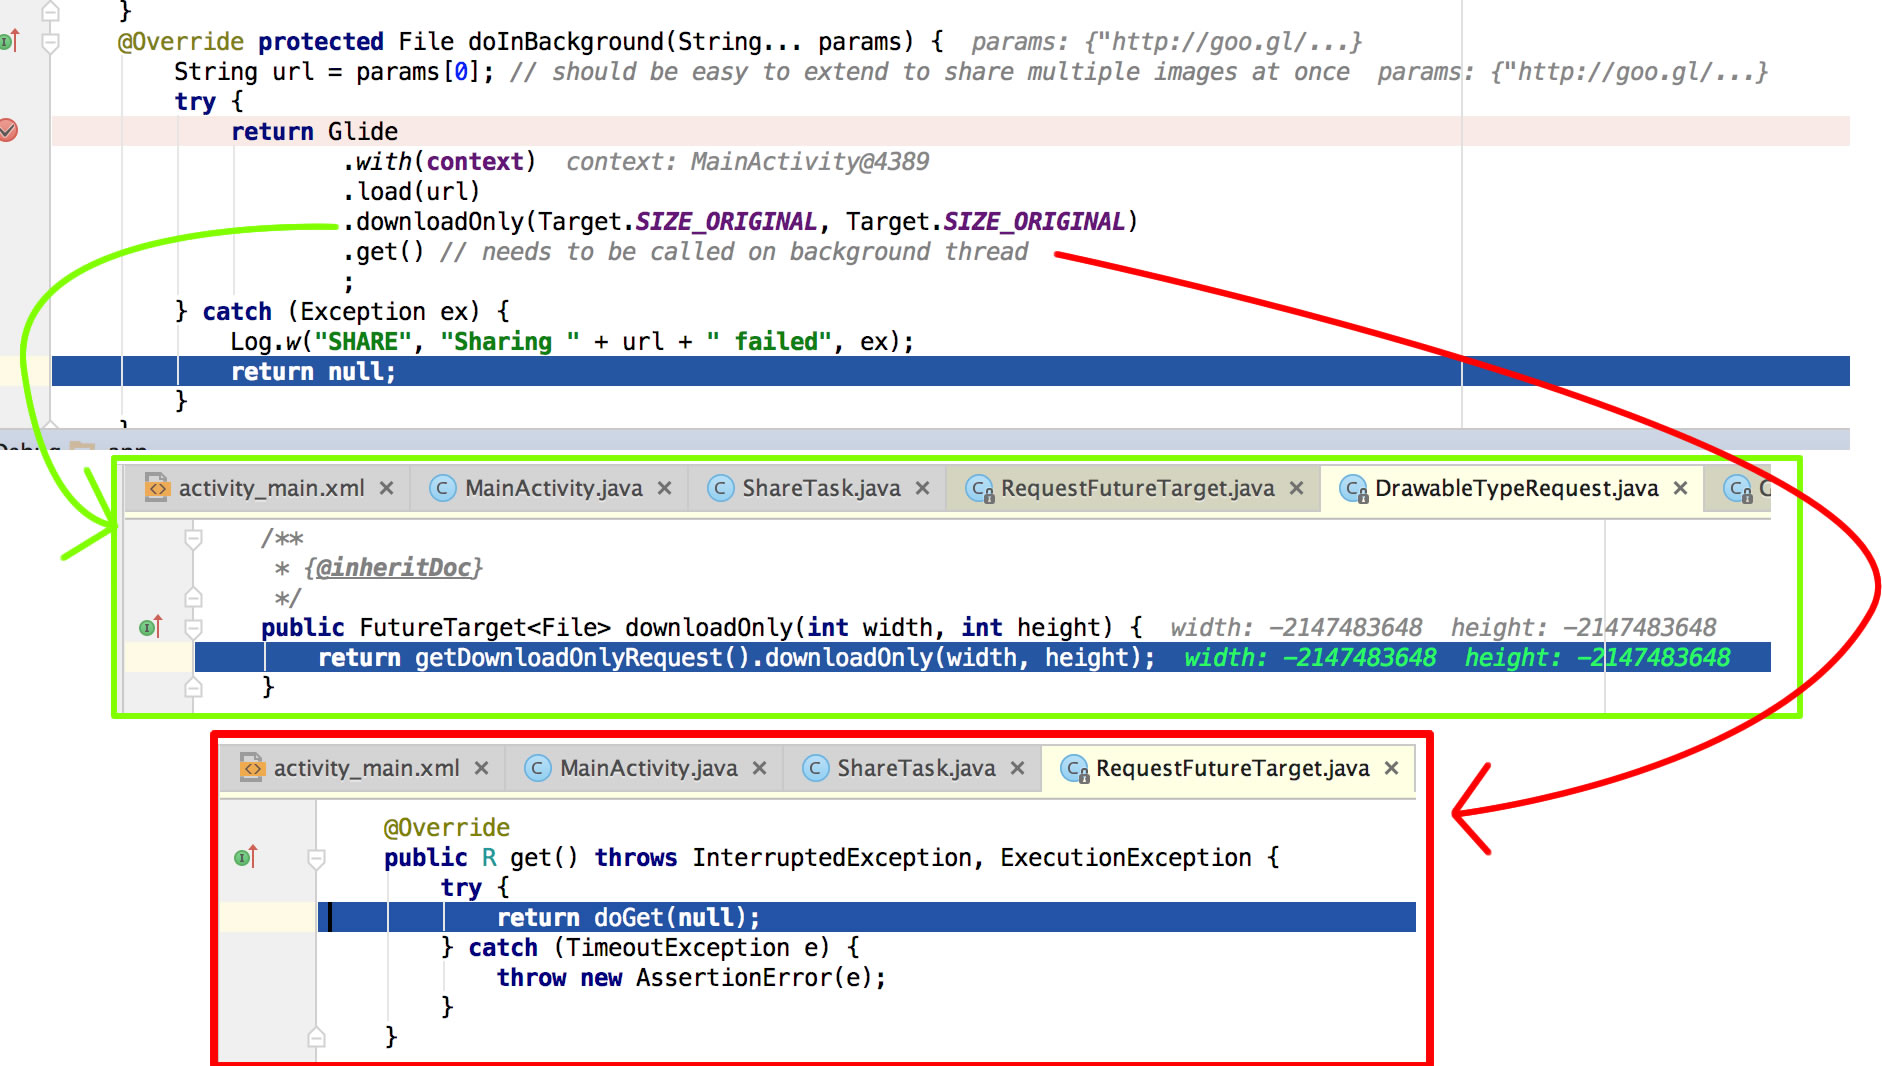 }
@Override protected File doInBackground(String... params) {  params: {"http://goo.gl/...}
String url = params[0]; // should be easy to extend to share multiple images at once  params: {"http://goo.gl/...}
try {
return Glide
.with(context)  context: MainActivity@4389
.load(url)
.downloadOnly(Target.SIZE_ORIGINAL, Target.SIZE_ORIGINAL)
.get() // needs to be called on background thread
;
} catch (Exception ex) {
Log.w("SHARE", "Sharing " + url + " failed", ex);
return null;
}
activity_main.xml MainActivity.java ShareTask.java RequestFutureTarget.java DrawableTypeRequest.java
/**
* {@inheritDoc}
*/
public FutureTarget<File> downloadOnly(int width, int height) {  width: -2147483648  height: -2147483648
return getDownloadOnlyRequest().downloadOnly(width, height);  width: -2147483648  height: -2147483648
}
activity_main.xml MainActivity.java ShareTask.java RequestFutureTarget.java
@Override
public R get() throws InterruptedException, ExecutionException {
try {
return doGet(null);
} catch (TimeoutException e) {
throw new AssertionError(e);
}
}